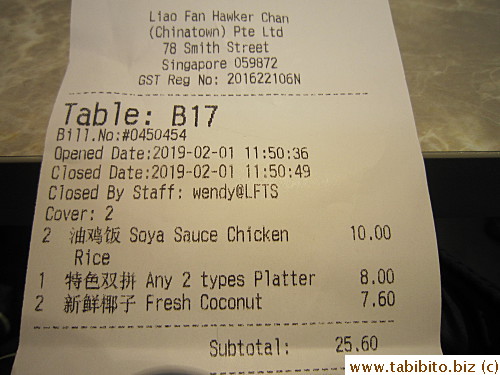 Liao Fan Hawker Chan
(Chinatown) Pte Ltd
78 Smith Street
Singapore 059872
GST Reg No: 201622106N
Table: B17
Bill.No:#0450454
Opened Date:2019-02-01 11:50:36
Closed Date:2019-02-01 11:50:49
Closed By Staff: wendy@LFTS
Cover: 2
2 油鸡饭 Soya Sauce Chicken 10.00
Rice
1 特色双拼 Any 2 types Platter 8.00
2 新鲜椰子 Fresh Coconut 7.60
Subtotal: 25.60
www.tabibito.biz (c)